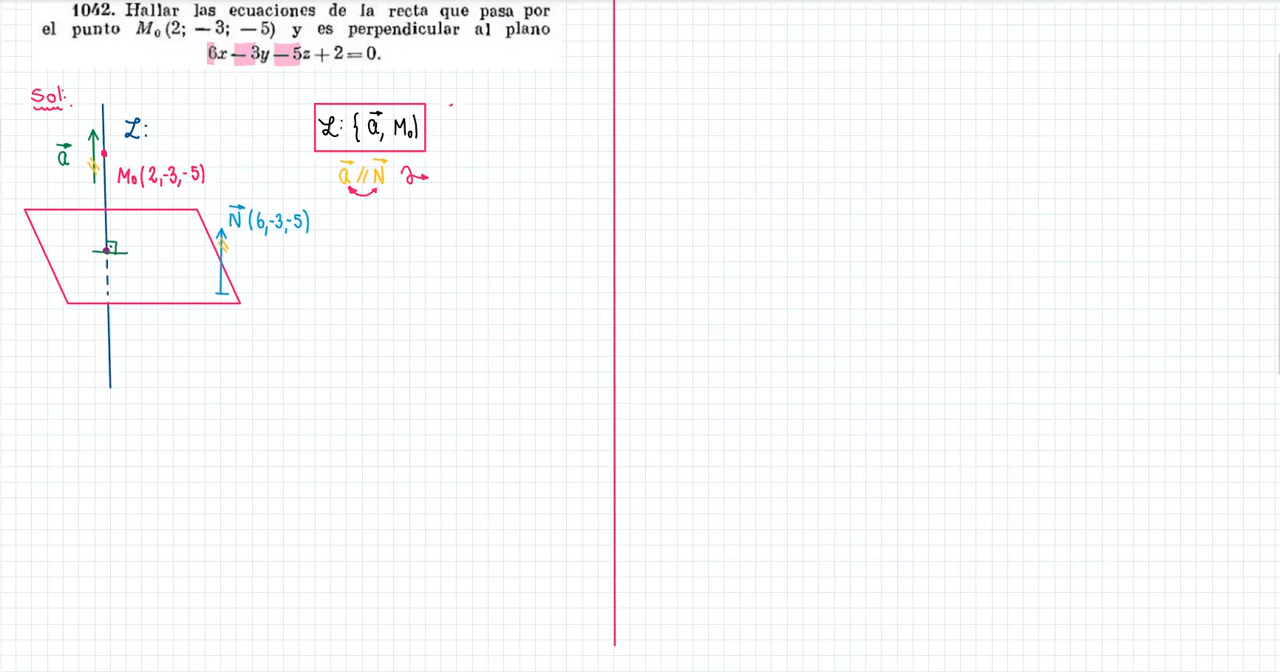 1042. Hallar las ecuaciones de la recta que pasa por
el punto M₀ (2; — 3; — 5) y es perpendicular al plano
6x — 3y — 5z + 2 = 0.
Sol:.
ℒ:
a⃗
M₀(2,-3,-5)
N⃗ (6,-3,-5)
ℒ: { a⃗, M₀ )
a⃗ // N⃗